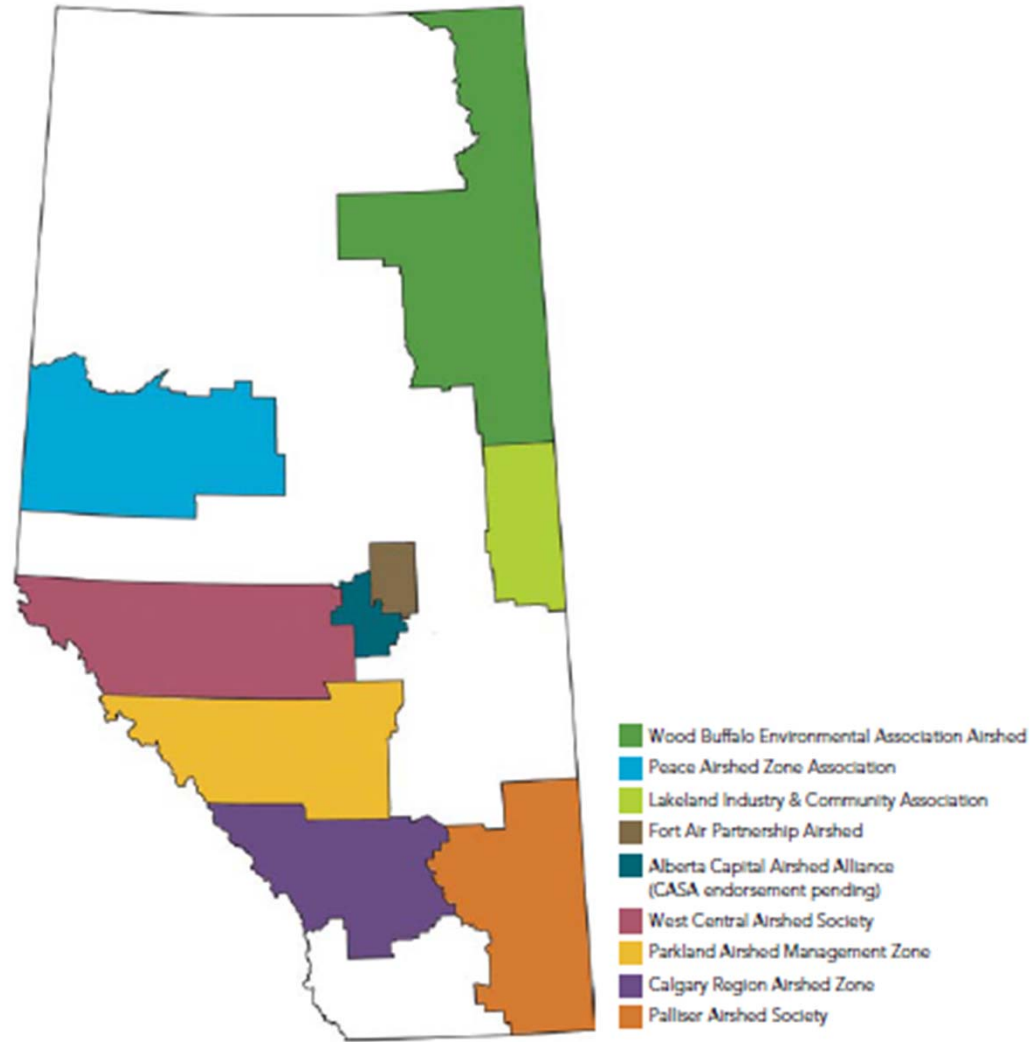 Wood Buffalo Environmental Association Airshed
Peace Airshed Zone Association
Lakeland Industry & Community Association
Fort Air Partnership Airshed
Alberta Capital Airshed Alliance
(CASA endorsement pending)
West Central Airshed Society
Parkland Airshed Management Zone
Calgary Region Airshed Zone
Palliser Airshed Society